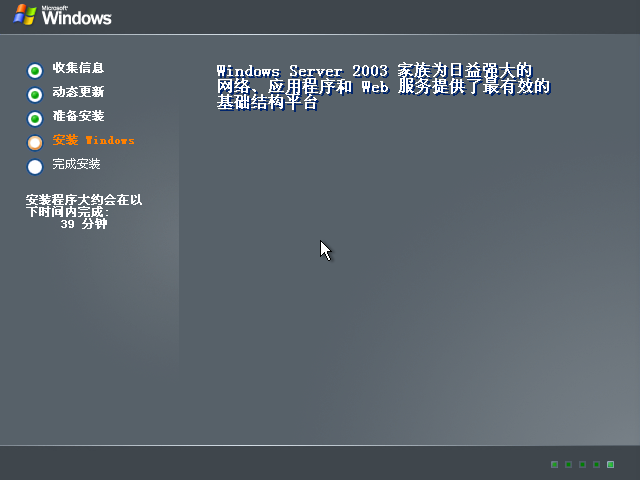 Microsoft
Windows
收集信息
动态更新
准备安装
安装 Windows
完成安装
安装程序大约会在以
下时间内完成:
39 分钟
Windows Server 2003 家族为日益强大的
网络、应用程序和 Web 服务提供了最有效的
基础结构平台